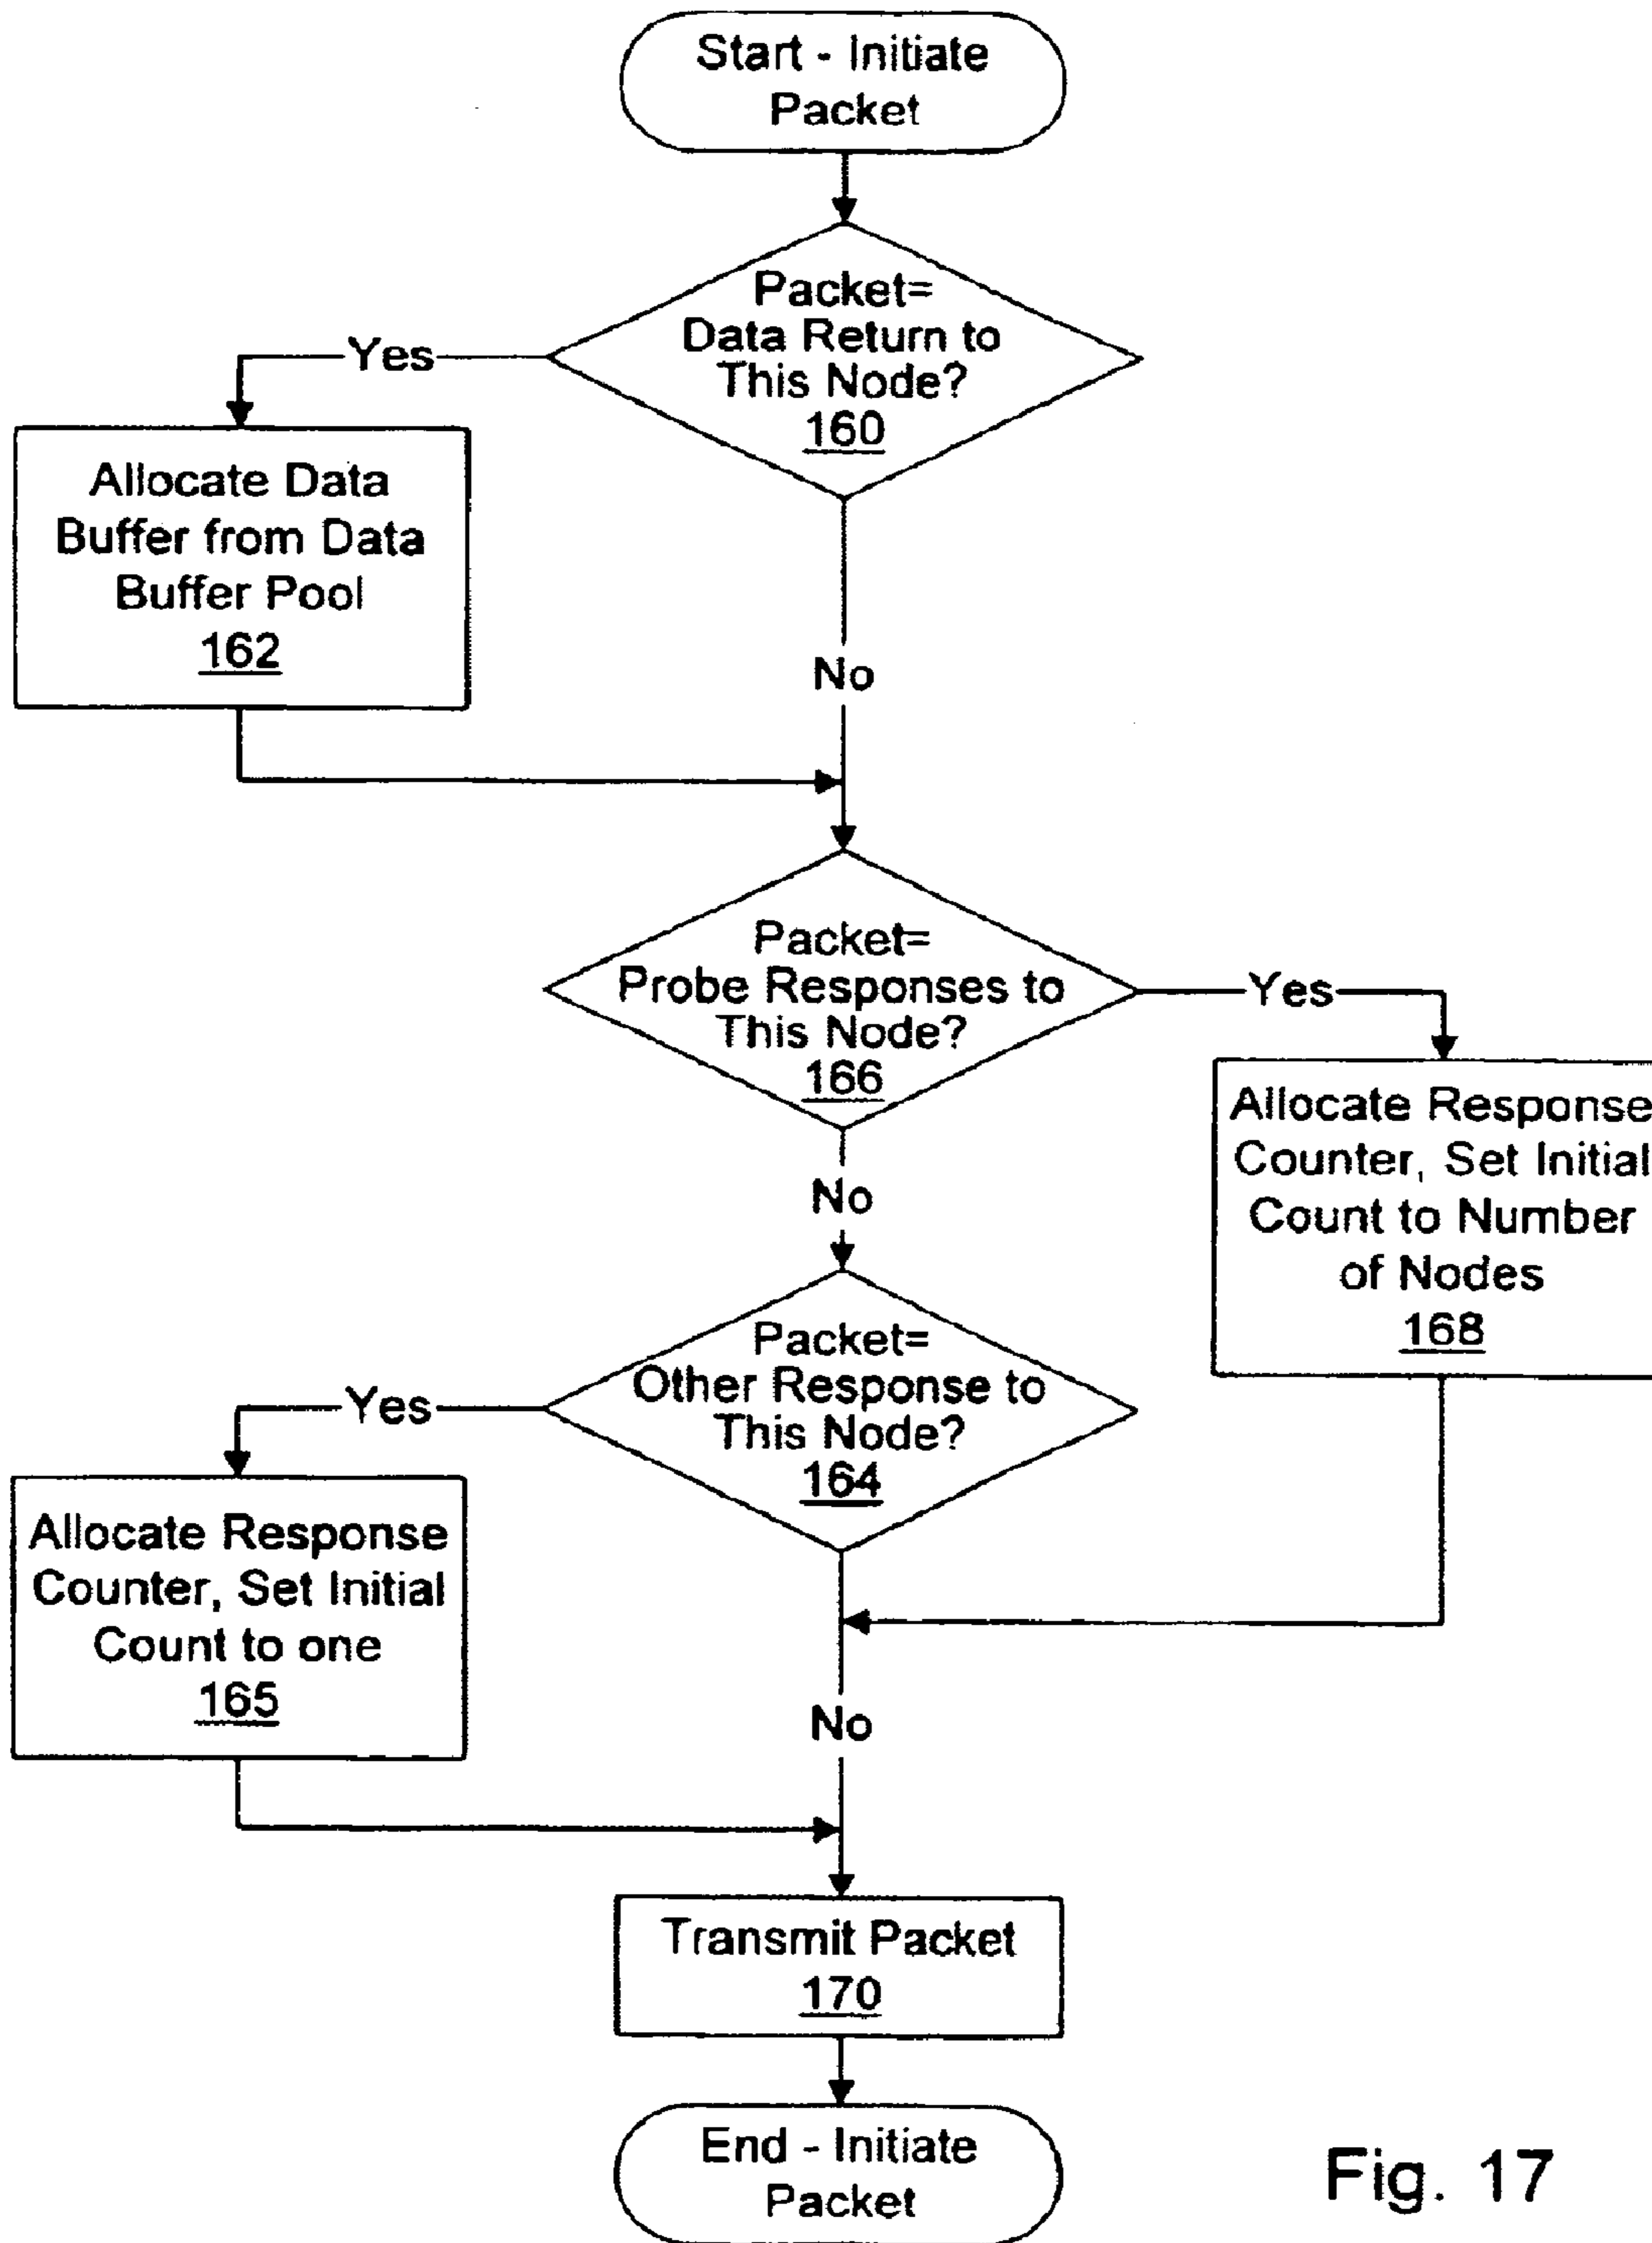 Start - Initiate
Packet
Packet=
Data Return to
This Node?
160
Yes
Allocate Data
Buffer from Data
Buffer Pool
162
No
Packet=
Probe Responses to
This Node?
166
Yes
Allocate Response
Counter, Set Initial
Count to Number
of Nodes
168
No
Packet=
Other Response to
This Node?
164
Yes
Allocate Response
Counter, Set Initial
Count to one
165
No
Transmit Packet
170
End - Initiate
Packet
Fig. 17